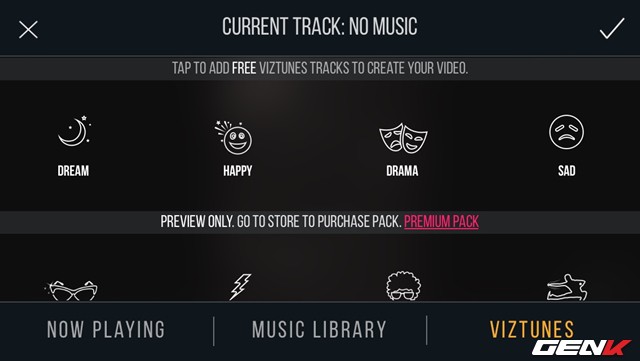 CURRENT TRACK: NO MUSIC
TAP TO ADD FREE VIZTUNES TRACKS TO CREATE YOUR VIDEO.
DREAM HAPPY DRAMA SAD
PREVIEW ONLY. GO TO STORE TO PURCHASE PACK. PREMIUM PACK
NOW PLAYING MUSIC LIBRARY VIZTUNES
GENK